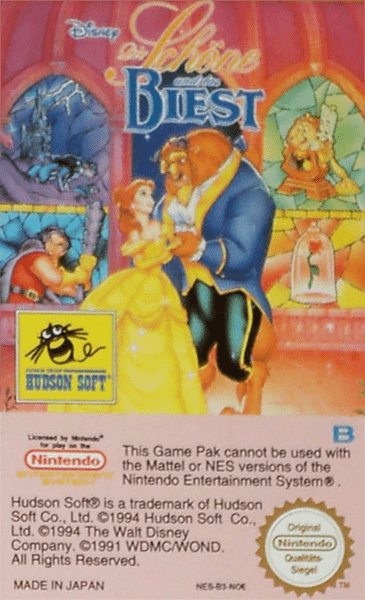 Disney
Die Schöne
und das
BIEST
HUDSON SOFT
Licensed by Nintendo®
for play on the
Nintendo
ENTERTAINMENT
SYSTEM
B
This Game Pak cannot be used with
the Mattel or NES versions of the
Nintendo Entertainment System®.
Hudson Soft® is a trademark of Hudson
Soft Co., Ltd. ©1994 Hudson Soft Co.,
Ltd. ©1994 The Walt Disney
Company. ©1991 WDMC/WOND.
All Rights Reserved.
Original
Nintendo
Qualitäts-
Siegel
TM
MADE IN JAPAN
NES-B3-NOE